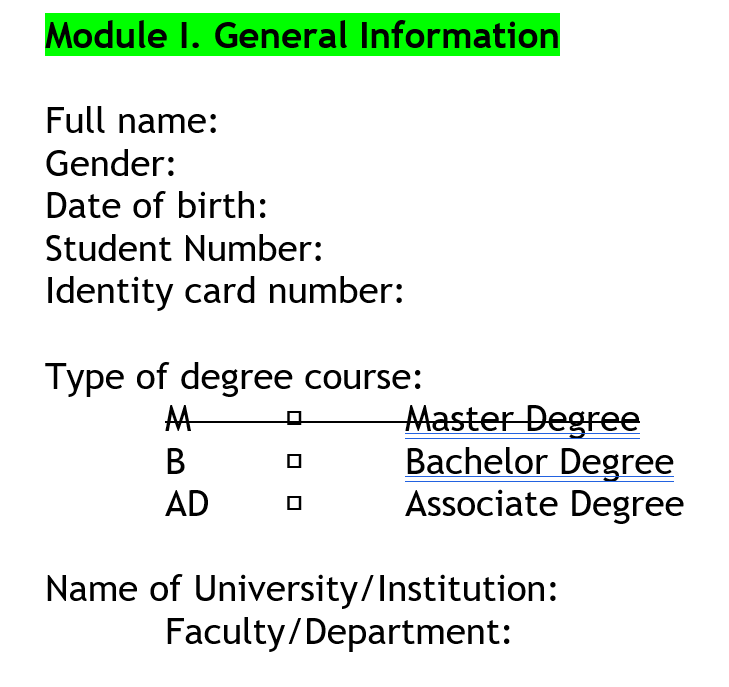 Module I. General Information
Full name:
Gender:
Date of birth:
Student Number:
Identity card number:
Type of degree course:
M □ Master Degree
B □ Bachelor Degree
AD □ Associate Degree
Name of University/Institution:
Faculty/Department: